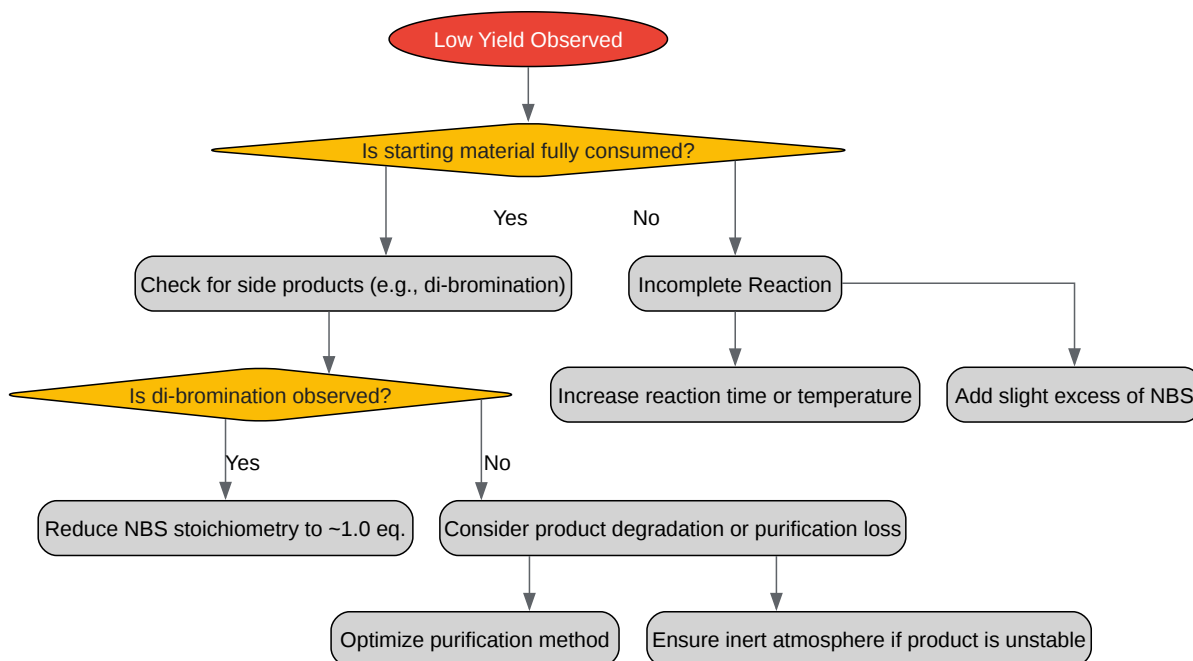 Low Yield Observed
Is starting material fully consumed?
Yes
No
Check for side products (e.g., di-bromination)
Incomplete Reaction
Is di-bromination observed?
Increase reaction time or temperature
Add slight excess of NBS
Yes
No
Reduce NBS stoichiometry to ~1.0 eq.
Consider product degradation or purification loss
Optimize purification method
Ensure inert atmosphere if product is unstable